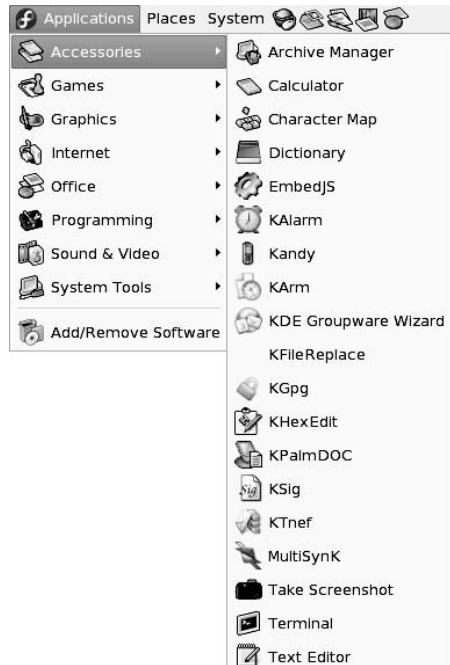 Applications Places System
Accessories
Games
Graphics
Internet
Office
Programming
Sound & Video
System Tools
Add/Remove Software
Archive Manager
Calculator
Character Map
Dictionary
EmbedJS
KAlarm
Kandy
KArm
KDE Groupware Wizard
KFileReplace
KGpg
KHexEdit
KPalmDOC
KSig
KTnef
MultiSynK
Take Screenshot
Terminal
Text Editor